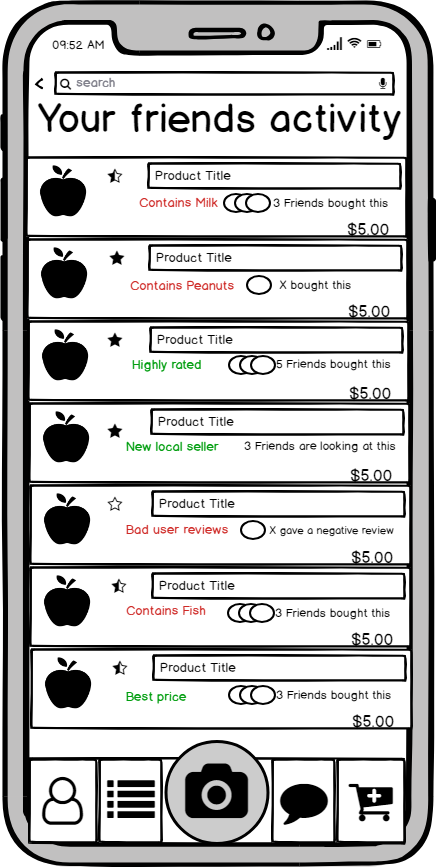 09:52 AM
search
Your friends activity
Product Title
Contains Milk 3 Friends bought this
$5.00
Product Title
Contains Peanuts X bought this
$5.00
Product Title
Highly rated 5 Friends bought this
$5.00
Product Title
New local seller 3 Friends are looking at this
$5.00
Product Title
Bad user reviews X gave a negative review
$5.00
Product Title
Contains Fish 3 Friends bought this
$5.00
Product Title
Best price 3 Friends bought this
$5.00